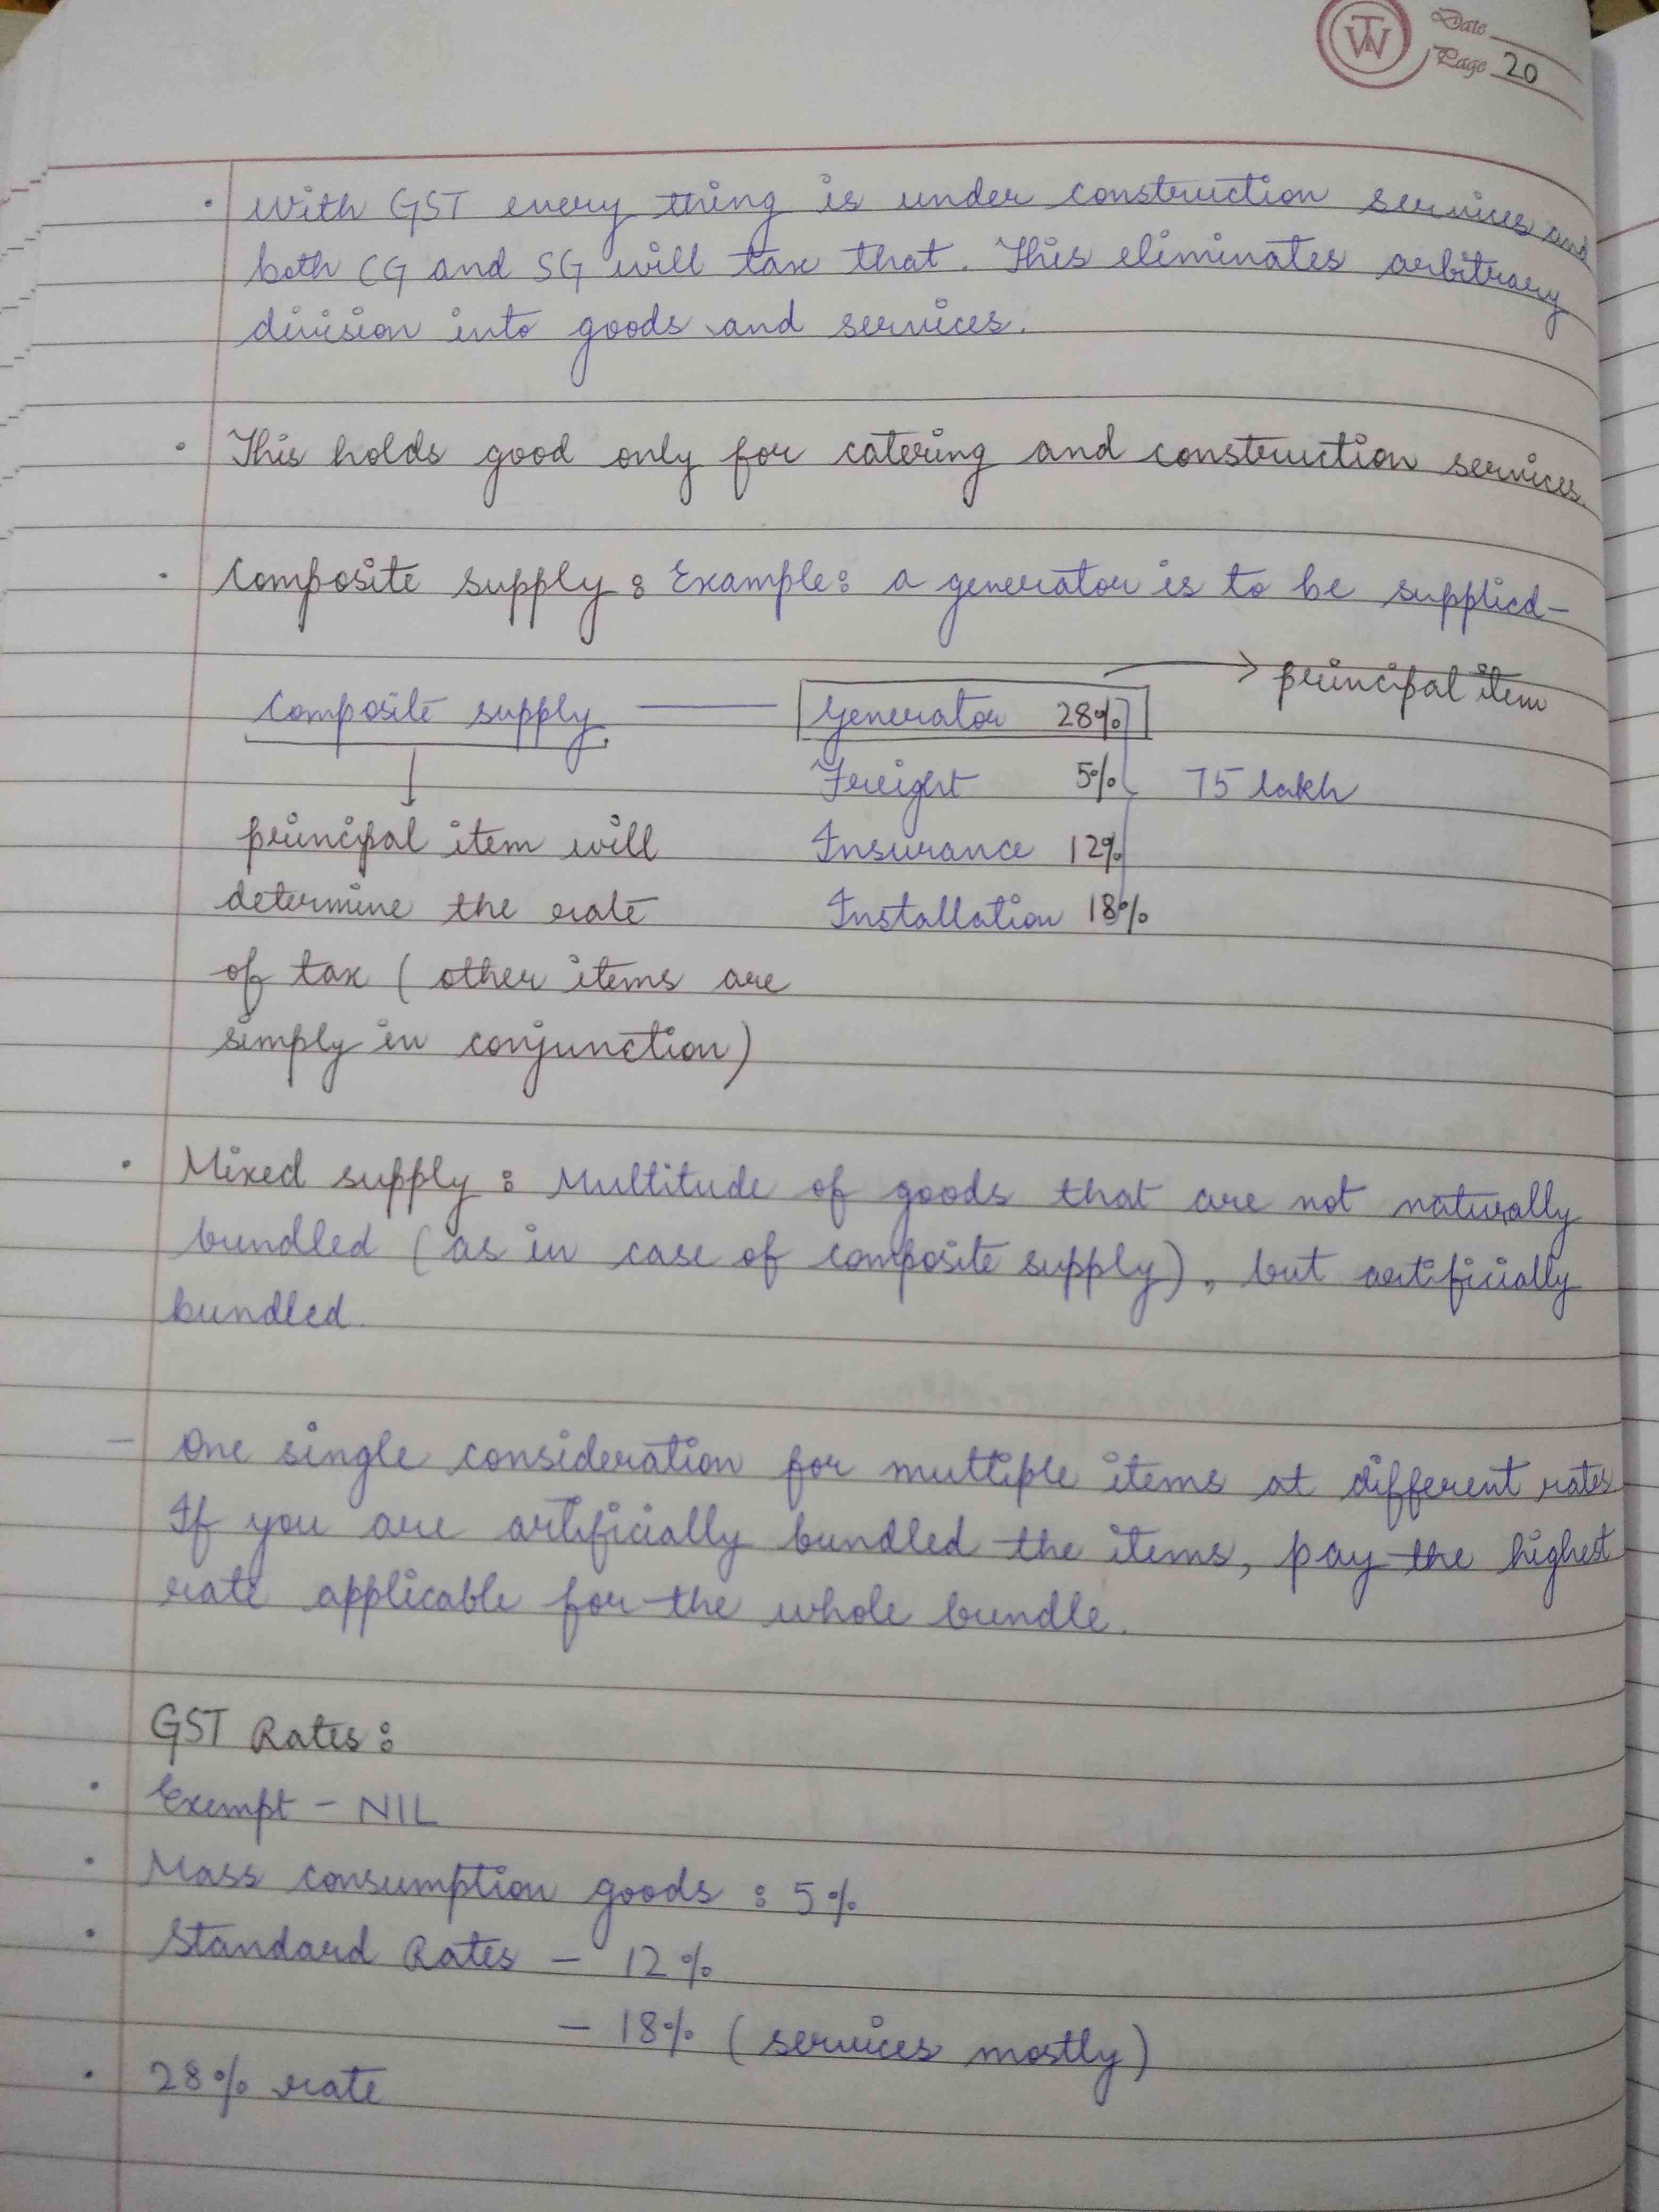 TW
Date
Page 20
• With GST every thing is under construction services and
both CG and SG will tax that. This eliminates arbitrary
division into goods and services.
• This holds good only for catering and construction services.
• Composite supply : Example: a generator is to be supplied-
→ principal item
Composite supply — Generator 28%
Freight 5% 75 lakh
principal item will Insurance 12%
determine the rate Installation 18%
of tax (other items are
simply in conjunction)
• Mixed supply : Multitude of goods that are not naturally
bundled (as in case of composite supply), but artificially
bundled.
- One single consideration for multiple items at different rates
If you are artificially bundled the items, pay the highest
rate applicable for the whole bundle.
GST Rates :
• Exempt - NIL
• Mass consumption goods : 5%
• Standard Rates - 12%
- 18% (services mostly)
• 28% rate